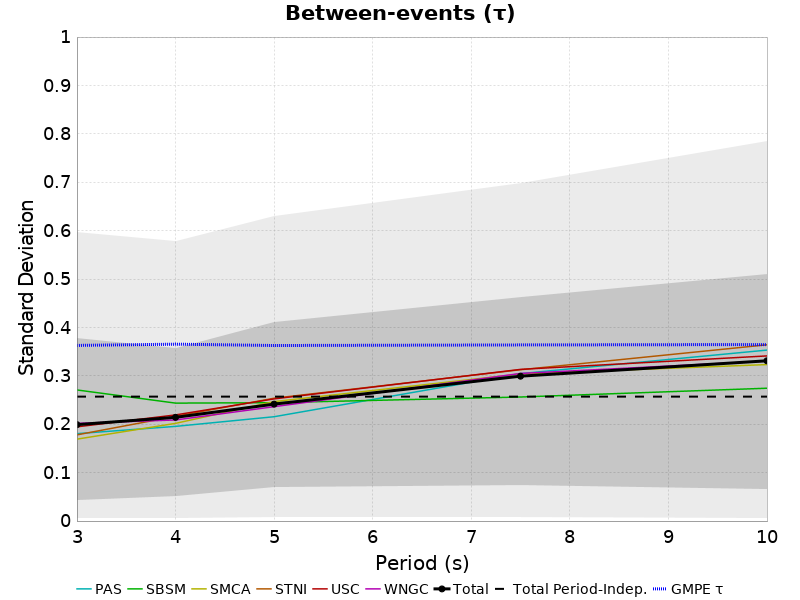 Between-events (τ)
Standard Deviation
1
0.9
0.8
0.7
0.6
0.5
0.4
0.3
0.2
0.1
0
3 4 5 6 7 8 9 10
Period (s)
PAS SBSM SMCA STNI USC WNGC Total Total Period-Indep. GMPE τ